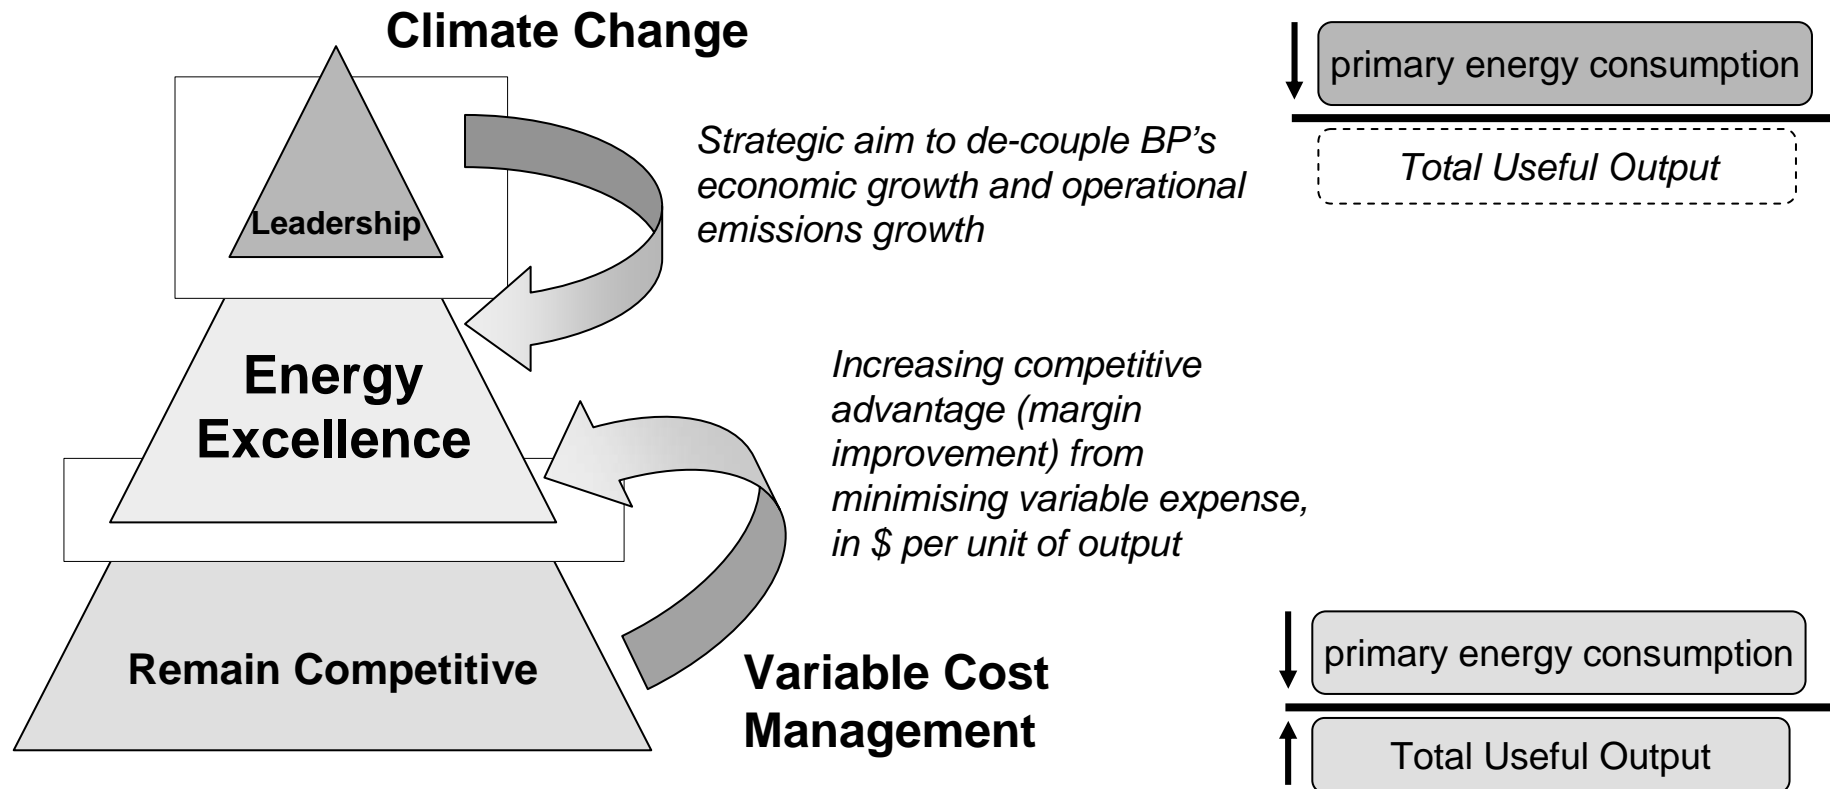 Climate Change
primary energy consumption
Total Useful Output
Strategic aim to de-couple BP's
economic growth and operational
emissions growth
Leadership
Energy
Excellence
Increasing competitive
advantage (margin
improvement) from
minimising variable expense,
in $ per unit of output
Remain Competitive
Variable Cost
Management
primary energy consumption
Total Useful Output